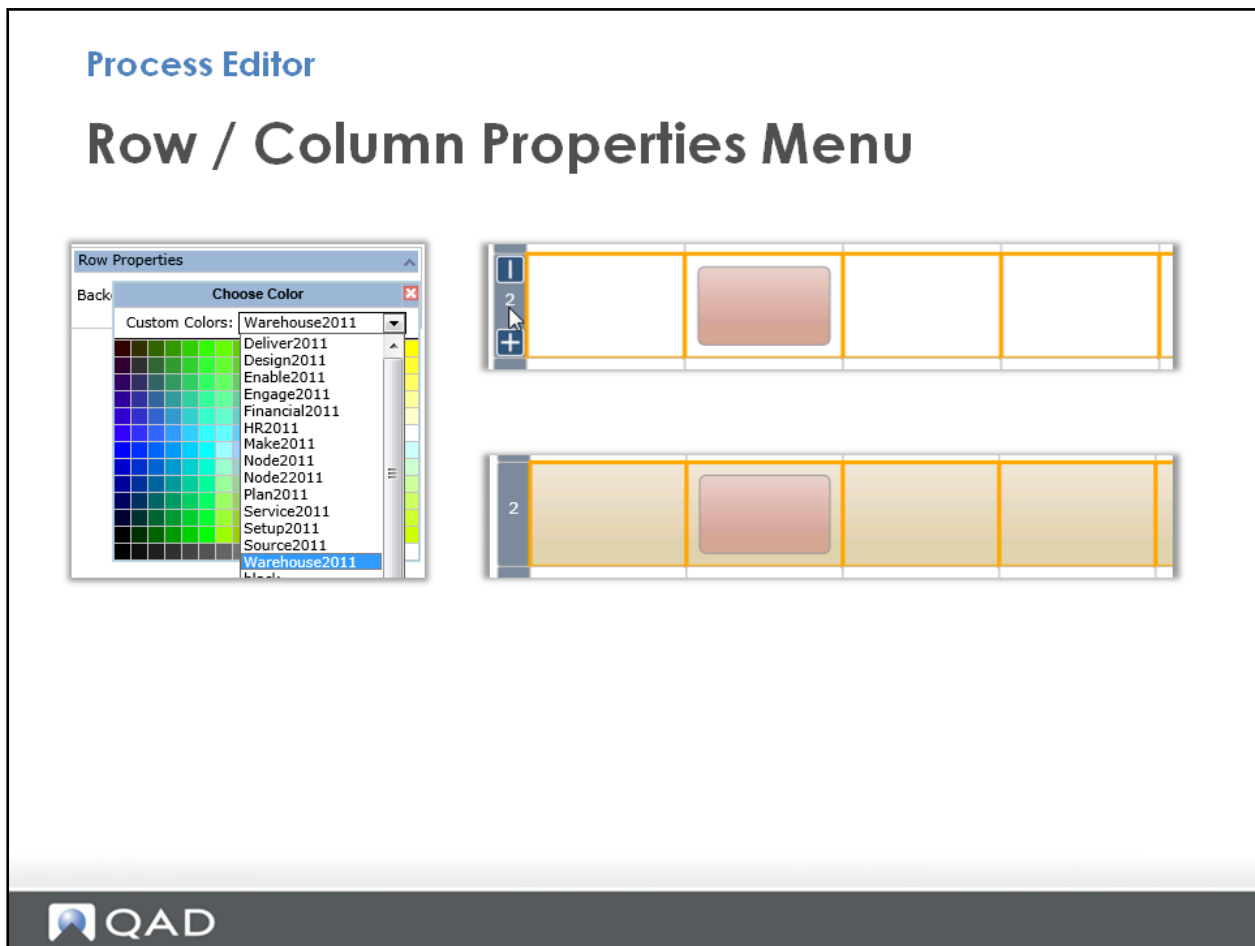 Process Editor
Row / Column Properties Menu
Row Properties
Choose Color
Custom Colors: Warehouse2011
Deliver2011
Design2011
Enable2011
Engage2011
Financial2011
HR2011
Make2011
Node2011
Node22011
Plan2011
Service2011
Setup2011
Source2011
Warehouse2011
2
2
QAD